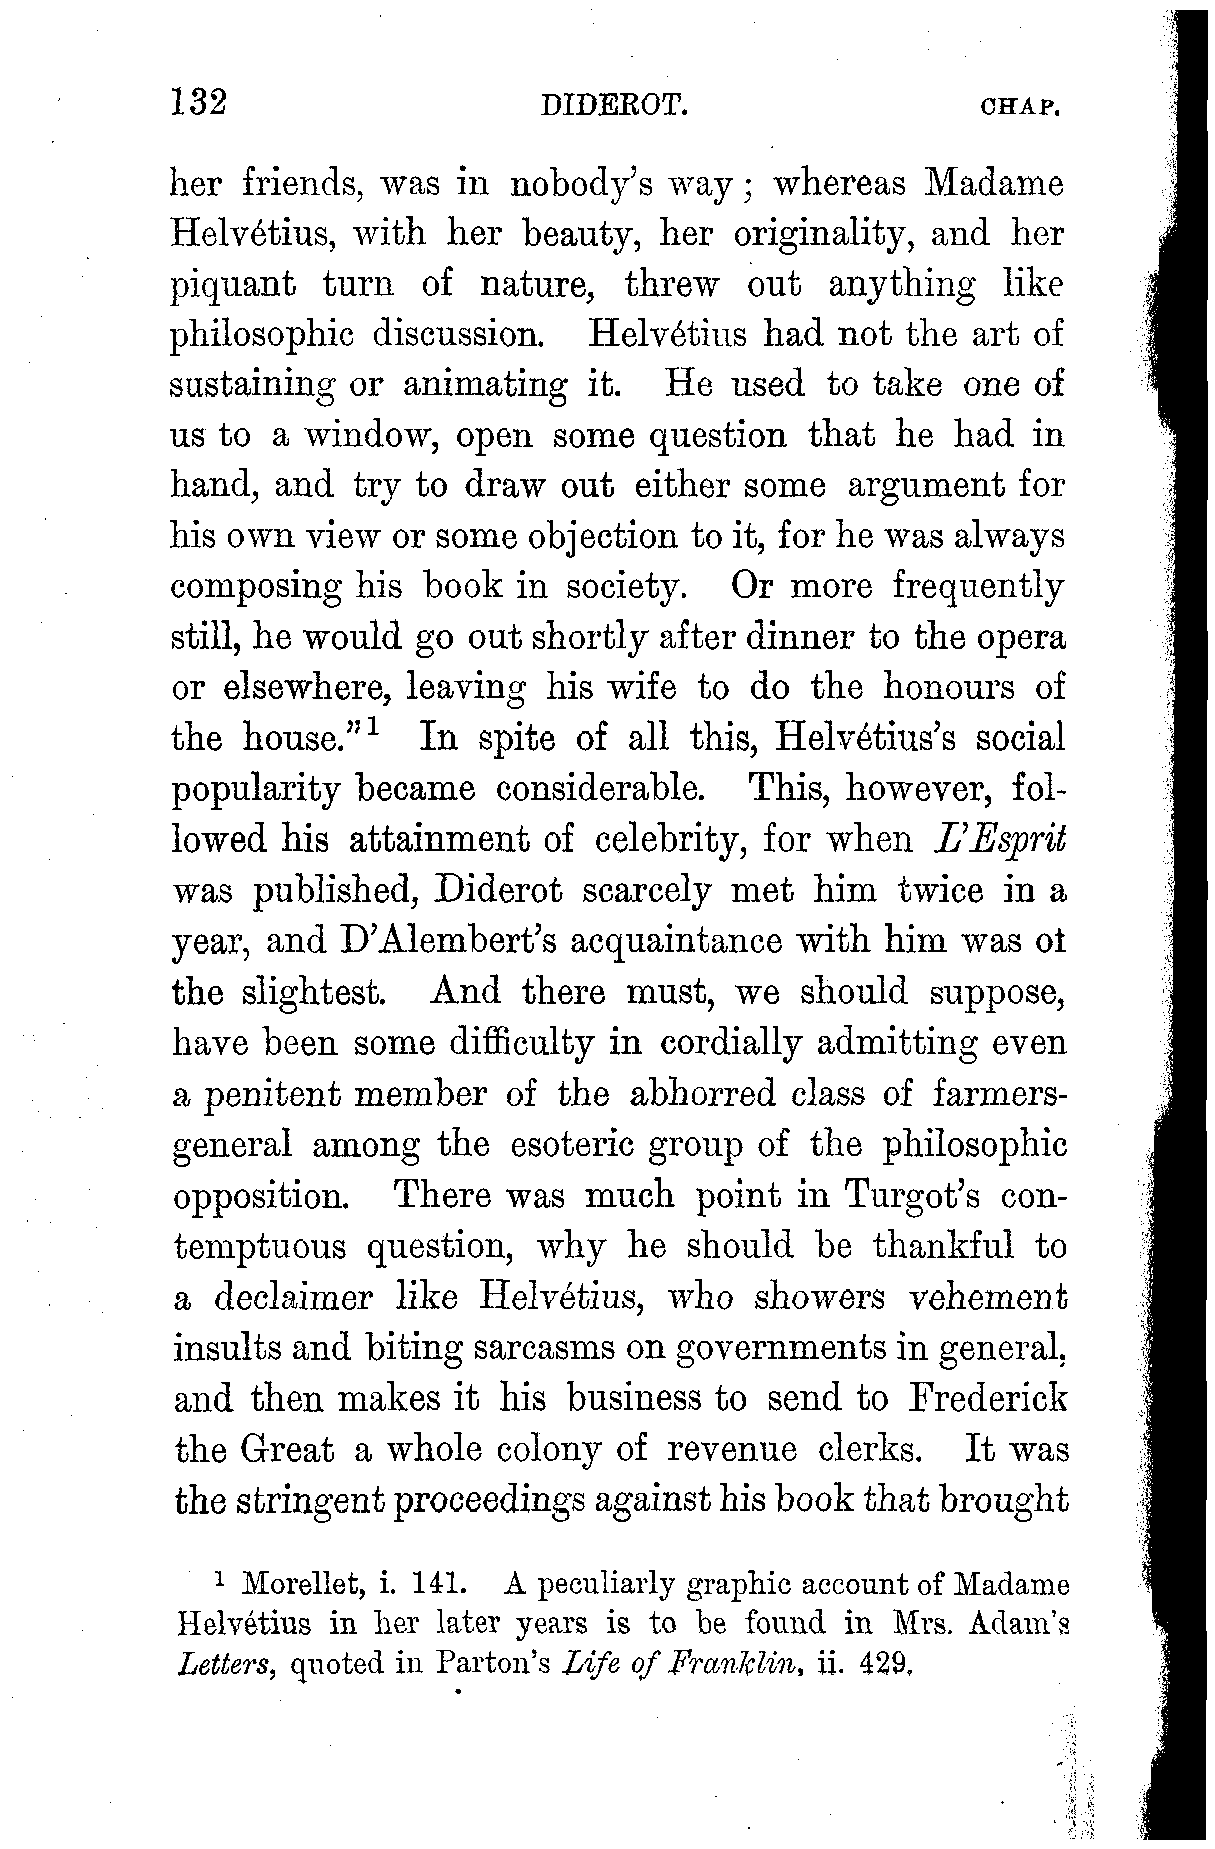 132 DIDEROT. CHAP.
her friends, was in nobody's way; whereas Madame
Helvétius, with her beauty, her originality, and her
piquant turn of nature, threw out anything like
philosophic discussion. Helvétius had not the art of
sustaining or animating it. He used to take one of
us to a window, open some question that he had in
hand, and try to draw out either some argument for
his own view or some objection to it, for he was always
composing his book in society. Or more frequently
still, he would go out shortly after dinner to the opera
or elsewhere, leaving his wife to do the honours of
the house."1 In spite of all this, Helvétius's social
popularity became considerable. This, however, fol-
lowed his attainment of celebrity, for when L'Esprit
was published, Diderot scarcely met him twice in a
year, and D'Alembert's acquaintance with him was of
the slightest. And there must, we should suppose,
have been some difficulty in cordially admitting even
a penitent member of the abhorred class of farmers-
general among the esoteric group of the philosophic
opposition. There was much point in Turgot's con-
temptuous question, why he should be thankful to
a declaimer like Helvétius, who showers vehement
insults and biting sarcasms on governments in general,
and then makes it his business to send to Frederick
the Great a whole colony of revenue clerks. It was
the stringent proceedings against his book that brought
1 Morellet, i. 141. A peculiarly graphic account of Madame
Helvétius in her later years is to be found in Mrs. Adam's
Letters, quoted in Parton's Life of Franklin, ii. 429.